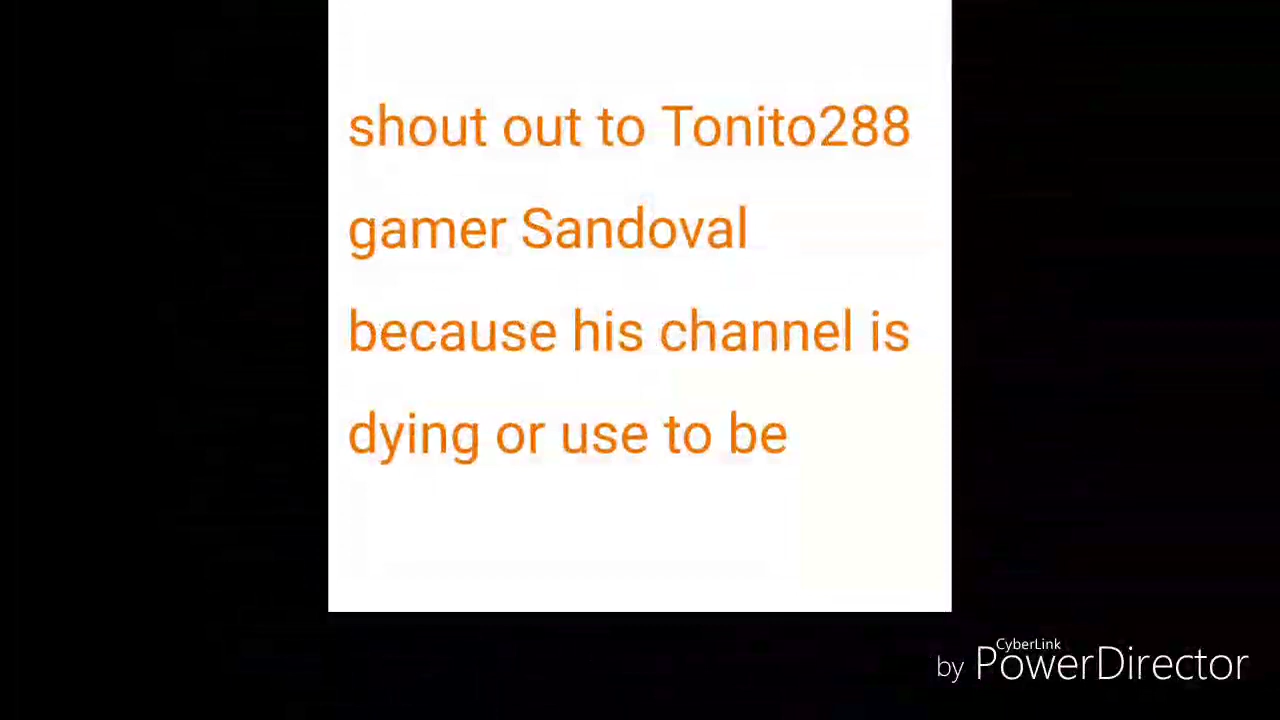 shout out to Tonito288
gamer Sandoval
because his channel is
dying or use to be
CyberLink
by PowerDirector